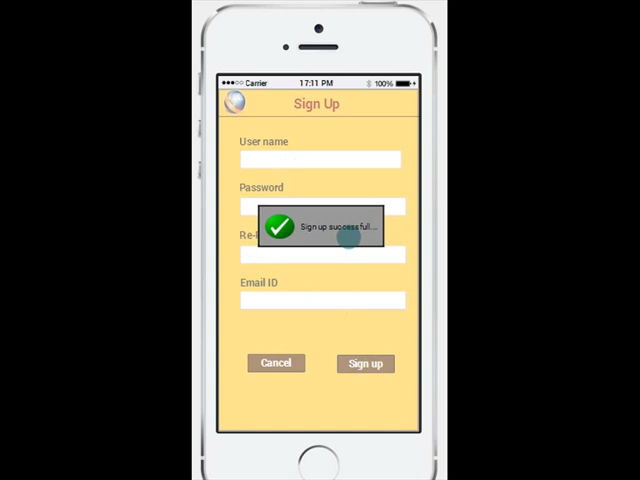 Carrier 17:11 PM 100%
Sign Up
User name
Password
Sign up successfull...
Email ID
Cancel Sign up